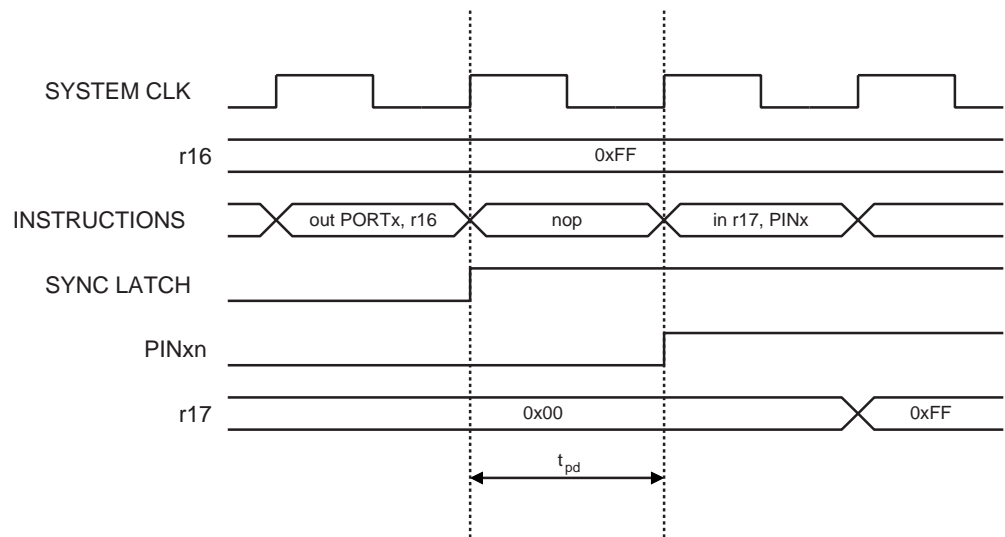 SYSTEM CLK
r16
0xFF
INSTRUCTIONS
out PORTx, r16
nop
in r17, PINx
SYNC LATCH
PINxn
r17
0x00
0xFF
tpd